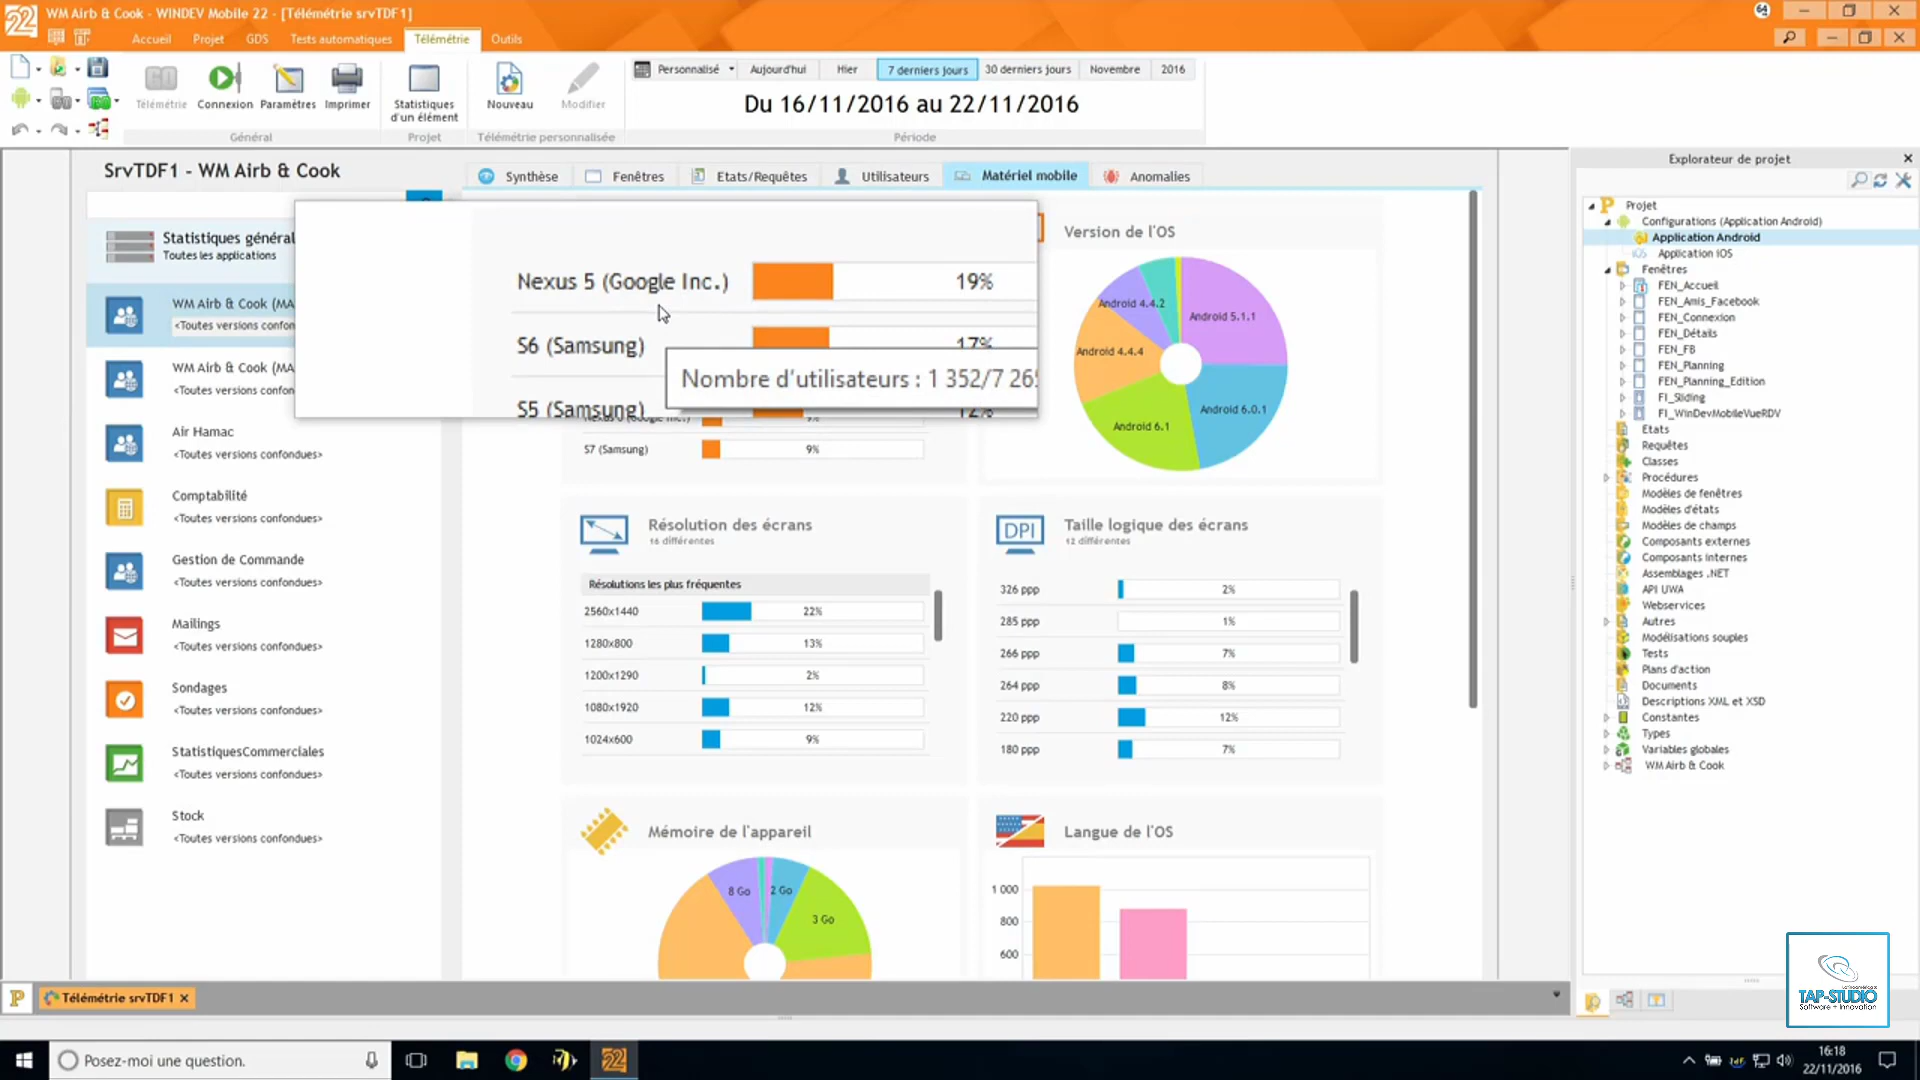 WM Airb & Cook - WINDEV Mobile 22 - [Télémétrie srvTDF1]
64
Accueil Projet GDS Tests automatiques Télémétrie Outils
Télémétrie Connexion Paramètres Imprimer
Général
Statistiques
d'un élément
Projet
Nouveau Modifier
Télémétrie personnalisée
Personnalisé Aujourd'hui Hier 7 derniers jours 30 derniers jours Novembre 2016
Du 16/11/2016 au 22/11/2016
Période
SrvTDF1 - WM Airb & Cook
Statistiques général
Toutes les applications
WM Airb & Cook (MA
<Toutes versions confon
WM Airb & Cook (MA
<Toutes versions confon
Air Hamac
<Toutes versions confondues>
Comptabilité
<Toutes versions confondues>
Gestion de Commande
<Toutes versions confondues>
Mailings
<Toutes versions confondues>
Sondages
<Toutes versions confondues>
StatistiquesCommerciales
<Toutes versions confondues>
Stock
<Toutes versions confondues>
Synthèse Fenêtres Etats/Requêtes Utilisateurs Matériel mobile Anomalies
Nexus 5 (Google Inc.) 19%
S6 (Samsung) 17%
Nombre d'utilisateurs : 1 352/7 265
S5 (Samsung) 12%
S7 (Samsung) 9%
Version de l'OS
Android 4.4.2
Android 5.1.1
Android 4.4.4
Android 6.0.1
Android 6.1
Résolution des écrans
16 différentes
Résolutions les plus fréquentes
2560x1440 22%
1280x800 13%
1200x1290 2%
1080x1920 12%
1024x600 9%
DPI
Taille logique des écrans
12 différentes
326 ppp 2%
285 ppp 1%
266 ppp 7%
264 ppp 8%
220 ppp 12%
180 ppp 7%
Mémoire de l'appareil
8 Go
2 Go
3 Go
Langue de l'OS
1 000
800
600
Explorateur de projet
Projet
Configurations (Application Android)
Application Android
iOS Application iOS
Fenêtres
FEN_Accueil
FEN_Amis_Facebook
FEN_Connexion
FEN_Détails
FEN_FB
FEN_Planning
FEN_Planning_Edition
FI_Sliding
FI_WinDevMobileVueRDV
Etats
Requêtes
Classes
Procédures
Modèles de fenêtres
Modèles d'états
Modèles de champs
Composants externes
Composants internes
Assemblages .NET
API UWA
Webservices
Autres
Modélisations souples
Tests
Plans d'action
Documents
Descriptions XML et XSD
Constantes
Types
Variables globales
WM Airb & Cook
TAP-STUDIO
Software + Innovation
Télémétrie srvTDF1
Posez-moi une question.
22
16:18
22/11/2016